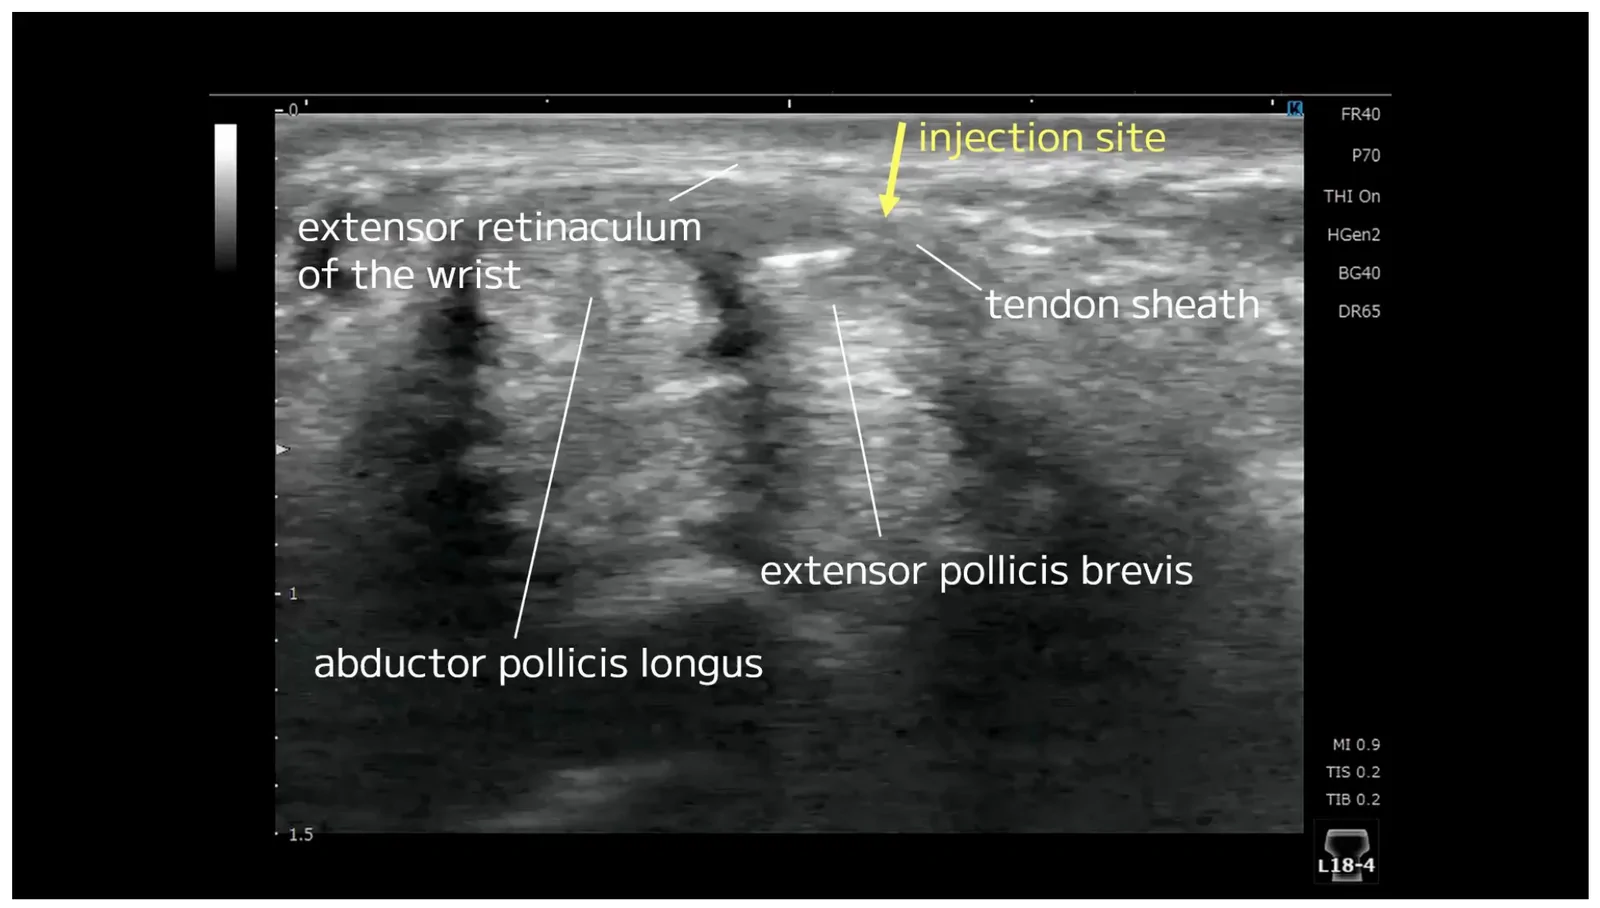 0
K
FR40
injection site
P70
THI On
extensor retinaculum
of the wrist
HGen2
BG40
tendon sheath
DR65
extensor pollicis brevis
1
abductor pollicis longus
MI 0.9
TIS 0.2
TIB 0.2
1.5
L18-4